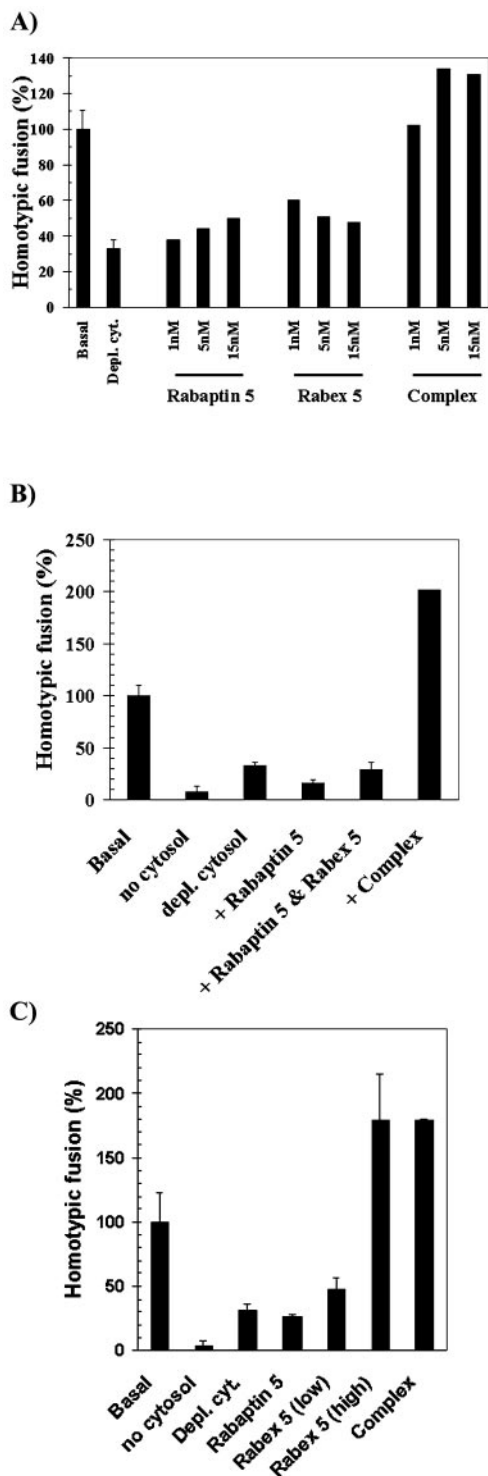 A)
Homotypic fusion (%)
140
120
100
80
60
40
20
0
Basal
Depl. cyt.
1nM
5nM
15nM
1nM
5nM
15nM
1nM
5nM
15nM
Rabaptin 5
Rabex 5
Complex
B)
Homotypic fusion (%)
250
200
150
100
50
0
Basal
no cytosol
depl. cytosol
+ Rabaptin 5
+ Rabaptin 5 & Rabex 5
+ Complex
C)
Homotypic fusion (%)
250
200
150
100
50
0
Basal
no cytosol
Depl. cyt.
Rabaptin 5
Rabex 5 (low)
Rabex 5 (high)
Complex